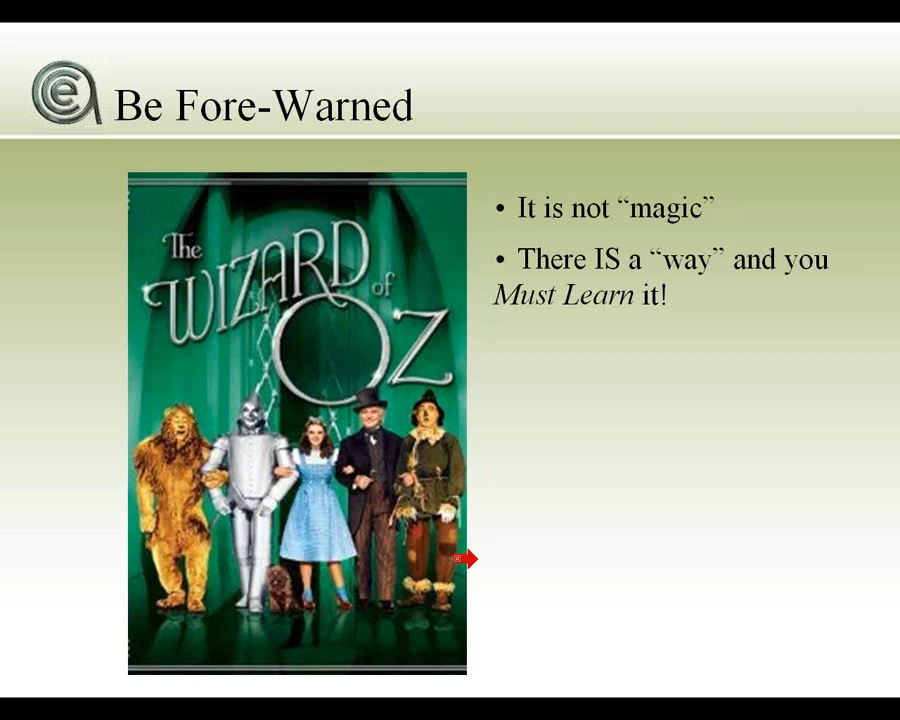 Be Fore-Warned
The
WIZARD
of
OZ
• It is not “magic”
• There IS a “way” and you
Must Learn it!